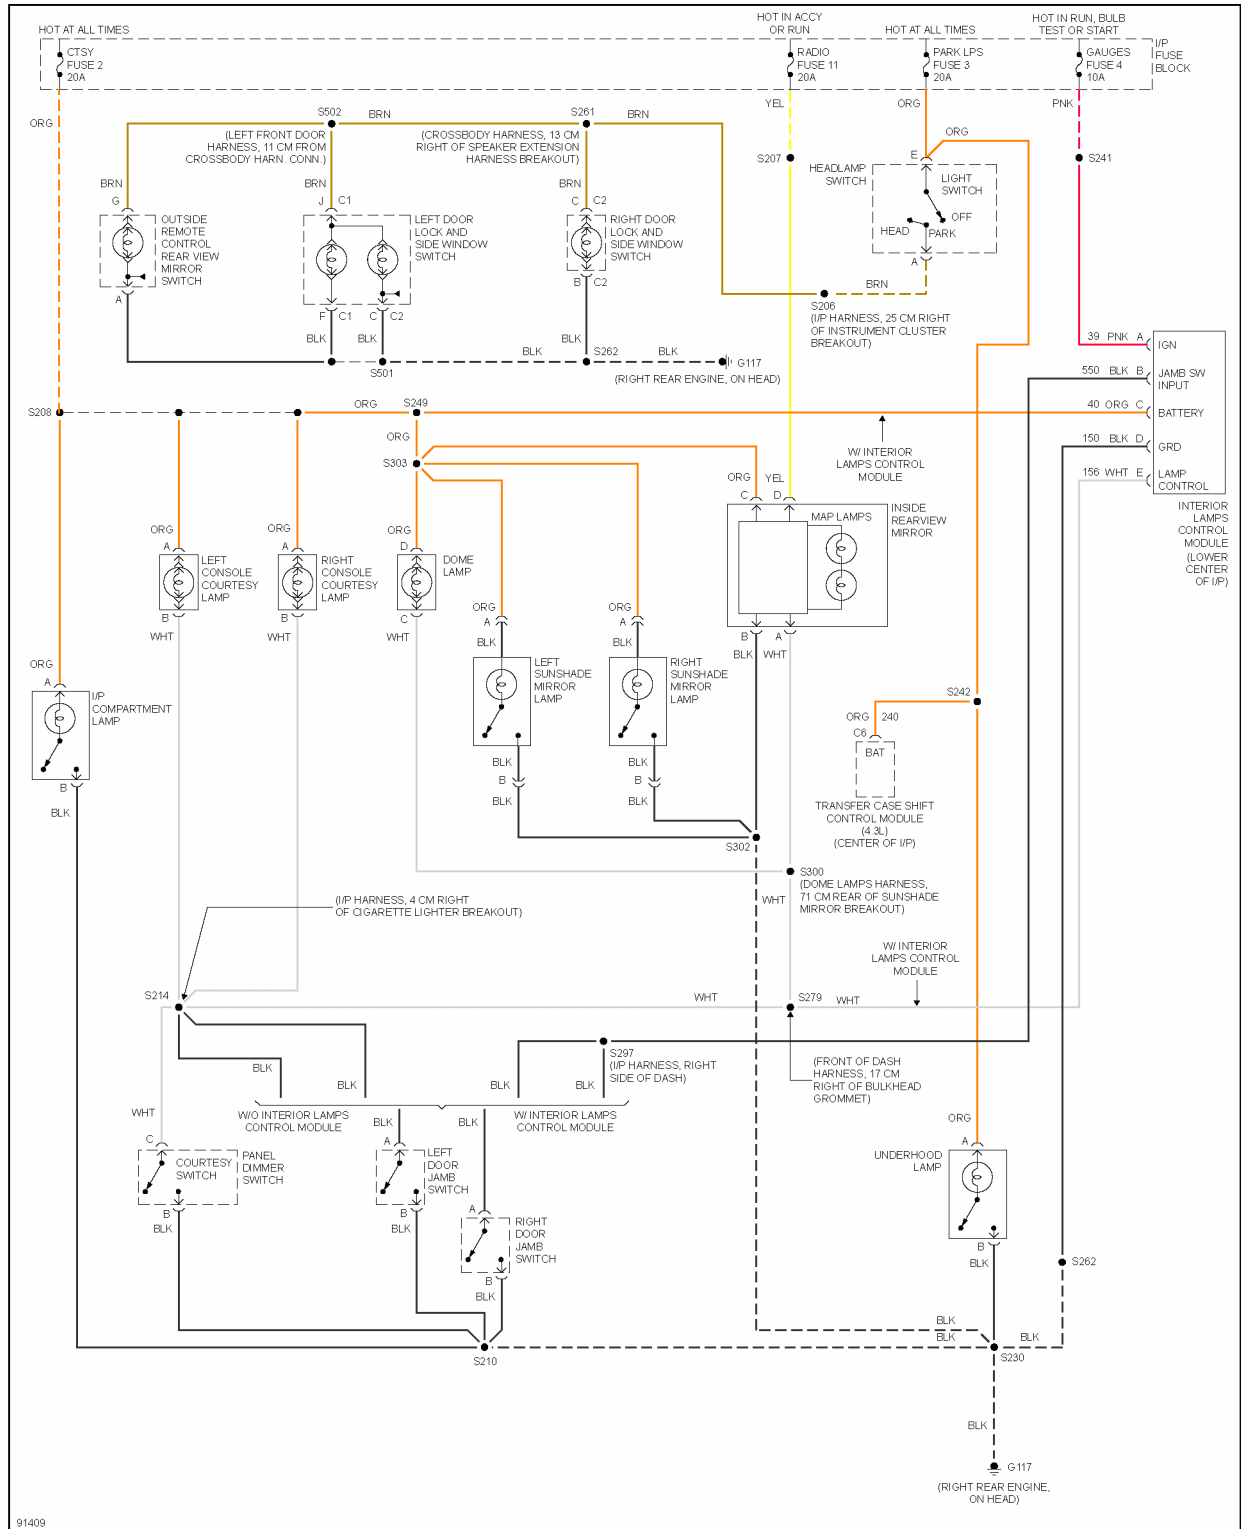 HOT AT ALL TIMES
HOT IN ACCY
OR RUN
HOT AT ALL TIMES
HOT IN RUN, BULB
TEST OR START
CTSY
FUSE 2
20A
RADIO
FUSE 11
20A
PARK LPS
FUSE 3
20A
GAUGES
FUSE 4
10A
I/P
FUSE
BLOCK
ORG
YEL
ORG
PNK
S502
BRN
S261
BRN
ORG
(LEFT FRONT DOOR
HARNESS, 11 CM FROM
CROSSBODY HARN. CONN.)
(CROSSBODY HARNESS, 13 CM
RIGHT OF SPEAKER EXTENSION
HARNESS BREAKOUT)
S207
S241
HEADLAMP
SWITCH
E
LIGHT
SWITCH
OFF
HEAD
PARK
A
BRN
BRN
G
BRN
J
C1
BRN
C
C2
OUTSIDE
REMOTE
CONTROL
REAR VIEW
MIRROR
SWITCH
LEFT DOOR
LOCK AND
SIDE WINDOW
SWITCH
RIGHT DOOR
LOCK AND
SIDE WINDOW
SWITCH
A
F
C1
C
C2
B
C2
BLK
BLK
BLK
S206
(I/P HARNESS, 25 CM RIGHT
OF INSTRUMENT CLUSTER
BREAKOUT)
S501
BLK
S262
BLK
G117
(RIGHT REAR ENGINE, ON HEAD)
39 PNK A
IGN
550 BLK B
JAMB SW
INPUT
40 ORG C
BATTERY
150 BLK D
GRD
156 WHT E
LAMP
CONTROL
INTERIOR
LAMPS
CONTROL
MODULE
(LOWER
CENTER
OF I/P)
S208
ORG
S249
ORG
S303
W/ INTERIOR
LAMPS CONTROL
MODULE
ORG
YEL
C
D
MAP LAMPS
INSIDE
REARVIEW
MIRROR
B
A
BLK
WHT
ORG
A
LEFT
CONSOLE
COURTESY
LAMP
B
WHT
ORG
A
RIGHT
CONSOLE
COURTESY
LAMP
B
WHT
ORG
D
DOME
LAMP
C
WHT
ORG
A
BLK
LEFT
SUNSHADE
MIRROR
LAMP
BLK
B
BLK
ORG
A
BLK
RIGHT
SUNSHADE
MIRROR
LAMP
BLK
B
BLK
ORG
A
I/P
COMPARTMENT
LAMP
B
BLK
S242
ORG
240
C6
BAT
TRANSFER CASE SHIFT
CONTROL MODULE
(4.3L)
(CENTER OF I/P)
S302
S300
(DOME LAMPS HARNESS,
71 CM REAR OF SUNSHADE
MIRROR BREAKOUT)
WHT
(I/P HARNESS, 4 CM RIGHT
OF CIGARETTE LIGHTER BREAKOUT)
W/ INTERIOR
LAMPS CONTROL
MODULE
S214
WHT
S279
WHT
S297
(I/P HARNESS, RIGHT
SIDE OF DASH)
(FRONT OF DASH
HARNESS, 17 CM
RIGHT OF BULKHEAD
GROMMET)
BLK
BLK
BLK
BLK
W/O INTERIOR LAMPS
CONTROL MODULE
W/ INTERIOR LAMPS
CONTROL MODULE
WHT
C
COURTESY
SWITCH
PANEL
DIMMER
SWITCH
B
BLK
BLK
A
LEFT
DOOR
JAMB
SWITCH
B
BLK
BLK
A
RIGHT
DOOR
JAMB
SWITCH
B
BLK
ORG
A
UNDERHOOD
LAMP
B
BLK
S262
BLK
BLK
BLK
S210
S230
BLK
G117
(RIGHT REAR ENGINE,
ON HEAD)
91409